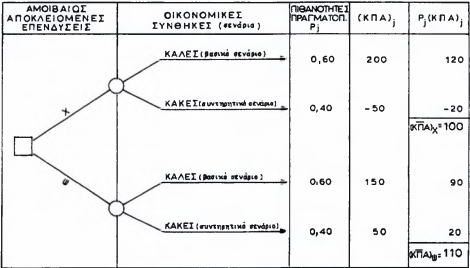 ΑΜΟΙΒΑΙΩΣ ΑΠΟΚΛΕΙΟΜΕΝΕΣ ΕΠΕΝΔΥΣΕΙΣ
ΟΙΚΟΝΟΜΙΚΕΣ ΣΥΝΘΗΚΕΣ (σενάρια)
ΠΙΘΑΝΟΤΗΤΕΣ ΠΡΑΓΜΑΤΟΠ. Pj
(ΚΠΑ)j
Pj(ΚΠΑ)j
ΚΑΛΕΣ (βασικό σενάριο) 0,60 200 120
Χ
ΚΑΚΕΣ (συντηρητικό σενάριο) 0,40 -50 -20
(ΚΠΑ)Χ=100
ΚΑΛΕΣ (βασικό σενάριο) 0,60 150 90
ΚΑΚΕΣ (συντηρητικό σενάριο) 0,40 50 20
(ΚΠΑ)Ψ=110